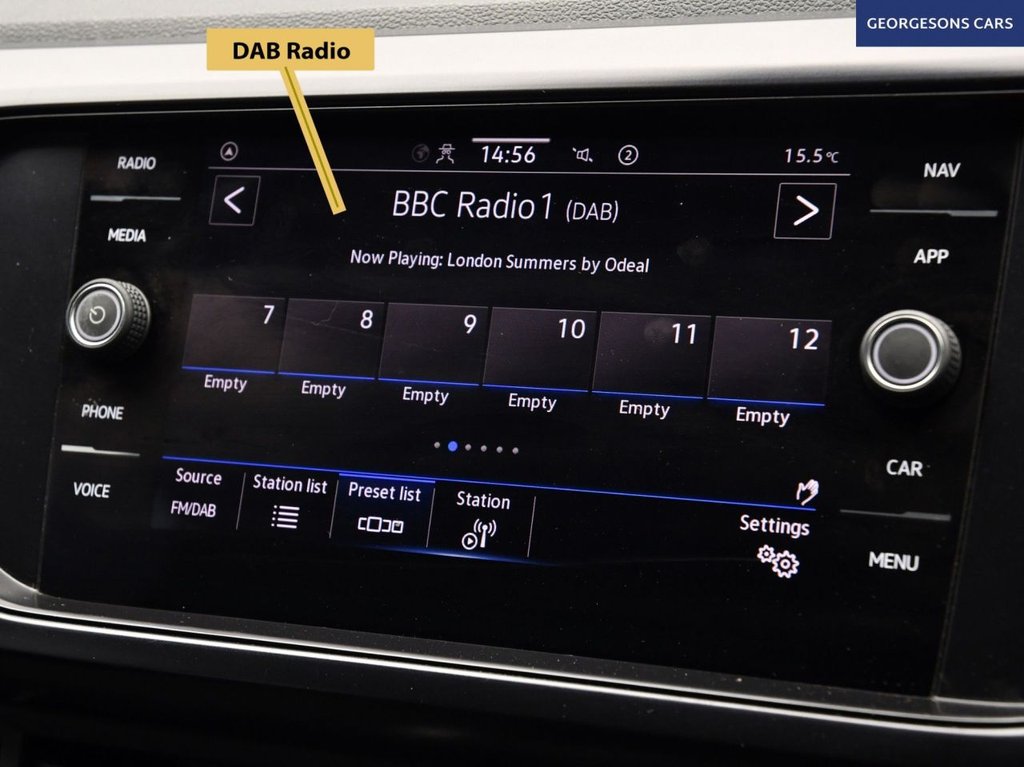 GEORGESONS CARS
DAB Radio
RADIO
MEDIA
PHONE
VOICE
14:56
2
15.5°C
BBC Radio1 (DAB)
Now Playing: London Summers by Odeal
7 8 9 10 11 12
Empty Empty Empty Empty Empty Empty
Source Station list Preset list Station Settings
FM/DAB
NAV
APP
CAR
MENU